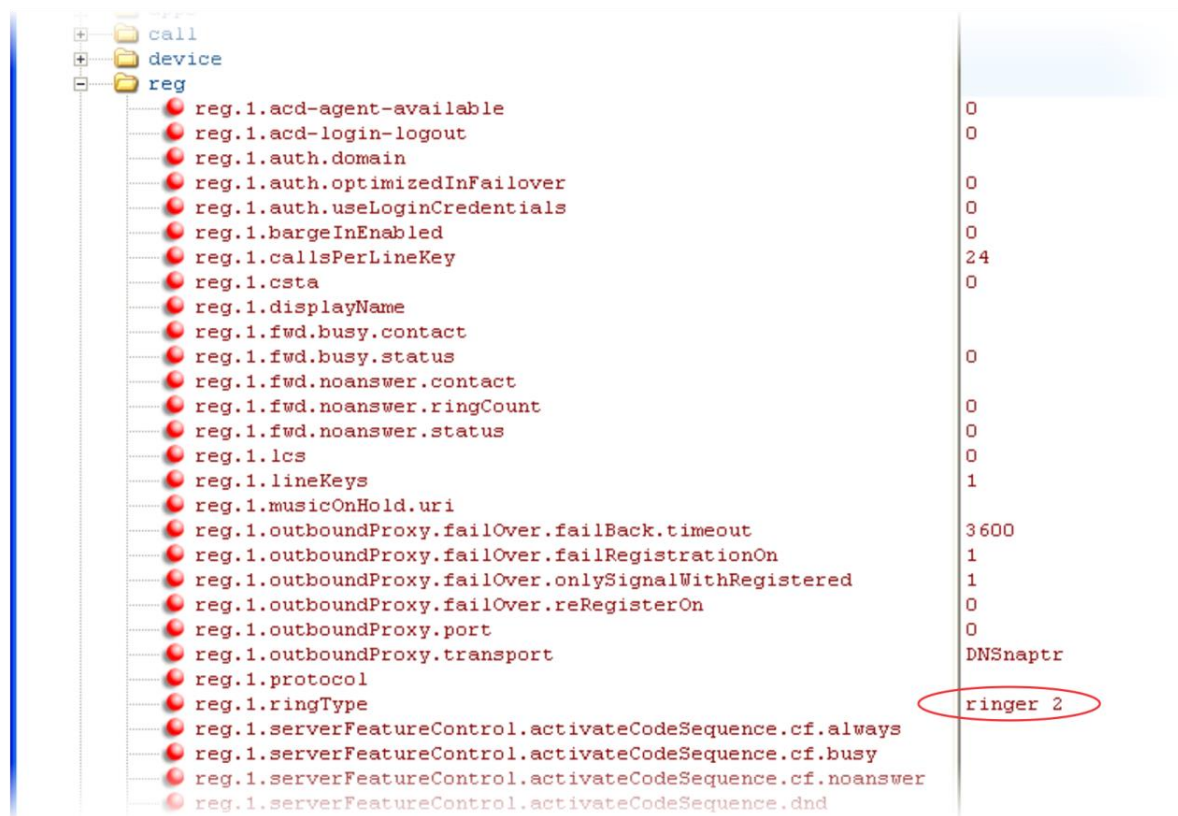 call
device
reg
reg.1.acd-agent-available 0
reg.1.acd-login-logout 0
reg.1.auth.domain
reg.1.auth.optimizedInFailover 0
reg.1.auth.useLoginCredentials 0
reg.1.bargeInEnabled 0
reg.1.callsPerLineKey 24
reg.1.csta 0
reg.1.displayName
reg.1.fwd.busy.contact
reg.1.fwd.busy.status 0
reg.1.fwd.noanswer.contact
reg.1.fwd.noanswer.ringCount 0
reg.1.fwd.noanswer.status 0
reg.1.lcs 0
reg.1.lineKeys 1
reg.1.musicOnHold.uri
reg.1.outboundProxy.failOver.failBack.timeout 3600
reg.1.outboundProxy.failOver.failRegistrationOn 1
reg.1.outboundProxy.failOver.onlySignalWithRegistered 1
reg.1.outboundProxy.failOver.reRegisterOn 0
reg.1.outboundProxy.port 0
reg.1.outboundProxy.transport DNSnaptr
reg.1.protocol
reg.1.ringType ringer 2
reg.1.serverFeatureControl.activateCodeSequence.cf.always
reg.1.serverFeatureControl.activateCodeSequence.cf.busy
reg.1.serverFeatureControl.activateCodeSequence.cf.noanswer
reg.1.serverFeatureControl.activateCodeSequence.dnd